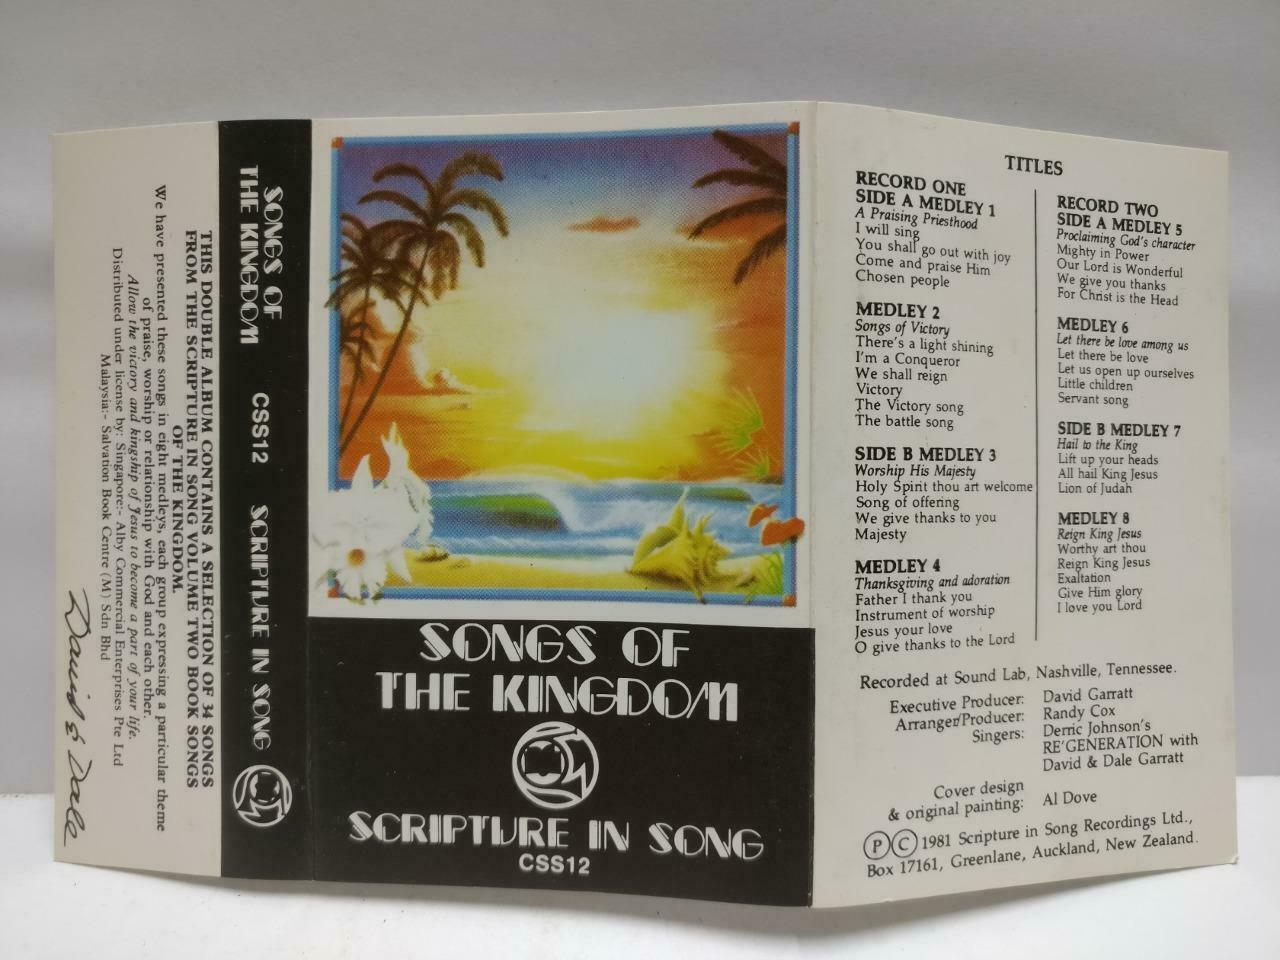 THIS DOUBLE ALBUM CONTAINS A SELECTION OF 34 SONGS
FROM THE SCRIPTURE IN SONG VOLUME TWO BOOK SONGS
OF THE KINGDOM.
We have presented these songs in eight medleys, each group expressing a particular theme
of praise, worship or relationship with God and each other.
Allow the victory and kingship of Jesus to become a part of your life.
Distributed under license by: Singapore:- Alby Commercial Enterprises Pte Ltd
Malaysia:- Salvation Book Centre (M) Sdn Bhd
David & Dale
SONGS OF
THE KINGDOM
CSS12
SCRIPTURE IN SONG
SONGS OF
THE KINGDOM
SCRIPTURE IN SONG
CSS12
TITLES
RECORD ONE
SIDE A MEDLEY 1
A Praising Priesthood
I will sing
You shall go out with joy
Come and praise Him
Chosen people
MEDLEY 2
Songs of Victory
There's a light shining
I'm a Conqueror
We shall reign
Victory
The Victory song
The battle song
SIDE B MEDLEY 3
Worship His Majesty
Holy Spirit thou art welcome
Song of offering
We give thanks to you
Majesty
MEDLEY 4
Thanksgiving and adoration
Father I thank you
Instrument of worship
Jesus your love
O give thanks to the Lord
RECORD TWO
SIDE A MEDLEY 5
Proclaiming God's character
Mighty in Power
Our Lord is Wonderful
We give you thanks
For Christ is the Head
MEDLEY 6
Let there be love among us
Let there be love
Let us open up ourselves
Little children
Servant song
SIDE B MEDLEY 7
Hail to the King
Lift up your heads
All hail King Jesus
Lion of Judah
MEDLEY 8
Reign King Jesus
Worthy art thou
Reign King Jesus
Exaltation
Give Him glory
I love you Lord
Recorded at Sound Lab, Nashville, Tennessee.
Executive Producer: David Garratt
Arranger/Producer: Randy Cox
Singers: Derric Johnson's
RE'GENERATION with
David & Dale Garratt
Cover design
& original painting: Al Dove
Ⓟ Ⓒ 1981 Scripture in Song Recordings Ltd.,
Box 17161, Greenlane, Auckland, New Zealand.